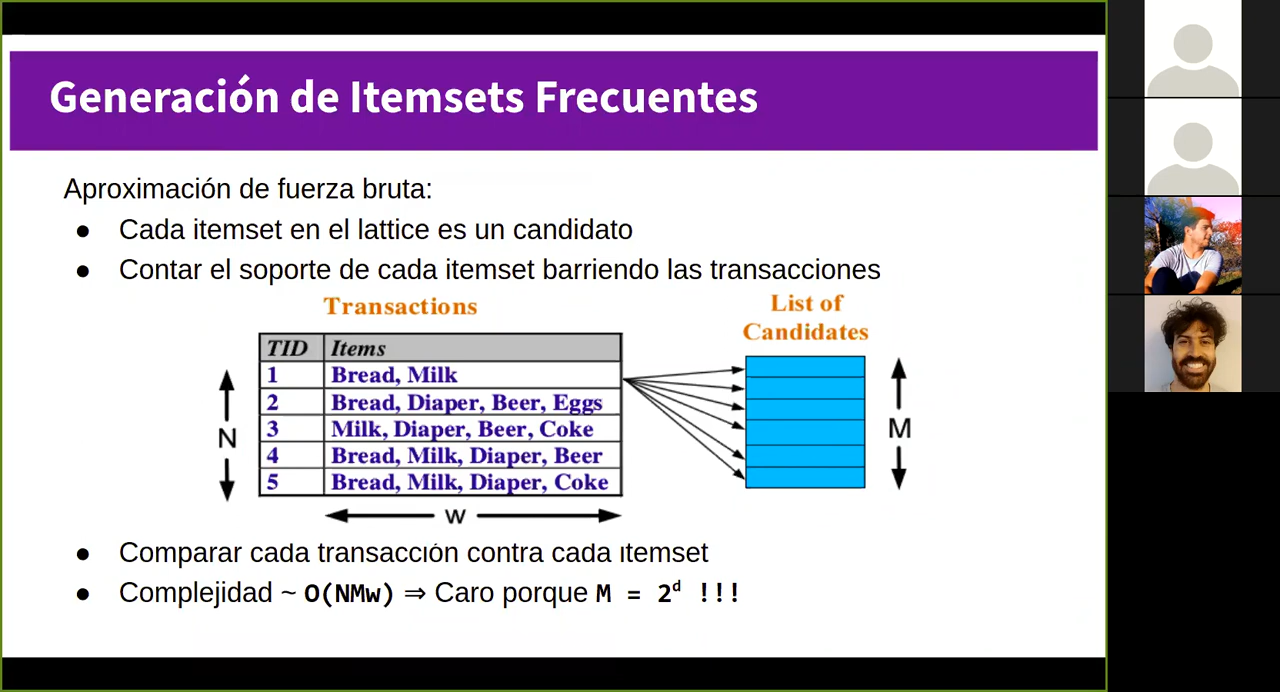 Generación de Itemsets Frecuentes
Aproximación de fuerza bruta:
● Cada itemset en el lattice es un candidato
● Contar el soporte de cada itemset barriendo las transacciones
Transactions
List of
Candidates
TID Items
1 Bread, Milk
2 Bread, Diaper, Beer, Eggs
3 Milk, Diaper, Beer, Coke
4 Bread, Milk, Diaper, Beer
5 Bread, Milk, Diaper, Coke
N
M
w
● Comparar cada transacción contra cada itemset
● Complejidad ~ O(NMw) ⇒ Caro porque M = 2ᵈ !!!